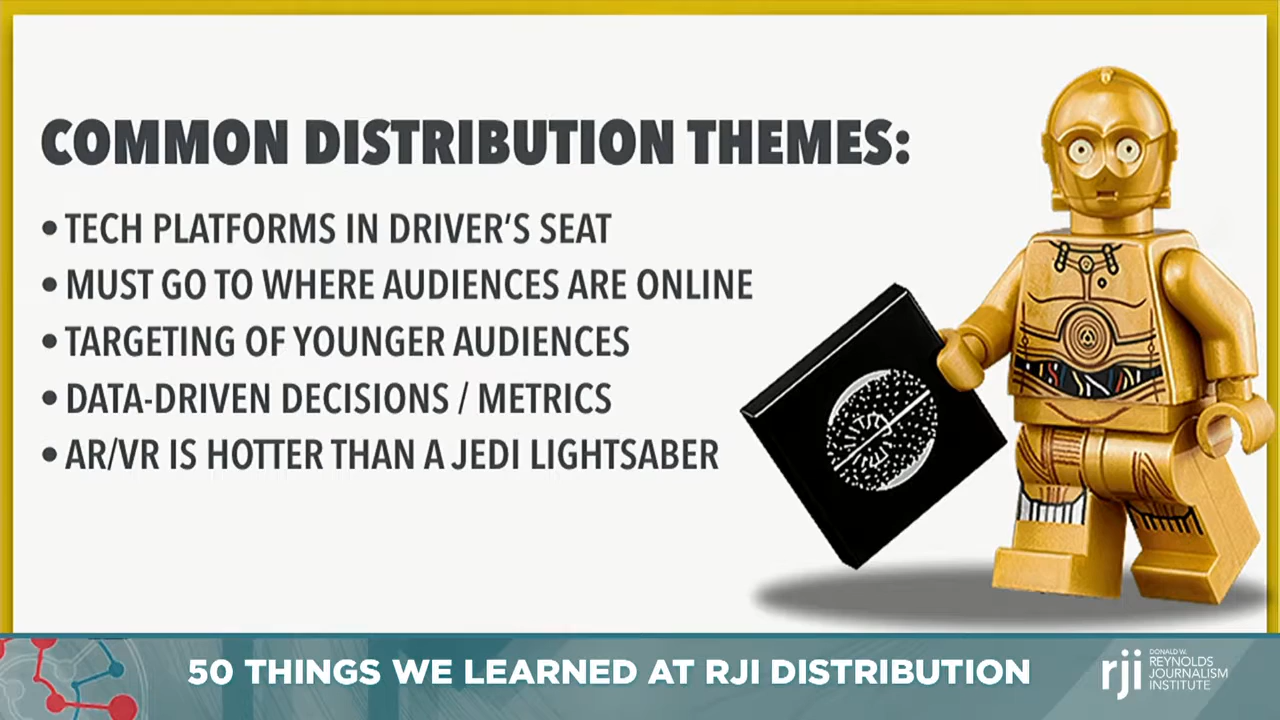 COMMON DISTRIBUTION THEMES:
• TECH PLATFORMS IN DRIVER’S SEAT
• MUST GO TO WHERE AUDIENCES ARE ONLINE
• TARGETING OF YOUNGER AUDIENCES
• DATA-DRIVEN DECISIONS / METRICS
• AR/VR IS HOTTER THAN A JEDI LIGHTSABER
50 THINGS WE LEARNED AT RJI DISTRIBUTION
rji
DONALD W.
REYNOLDS
JOURNALISM
INSTITUTE